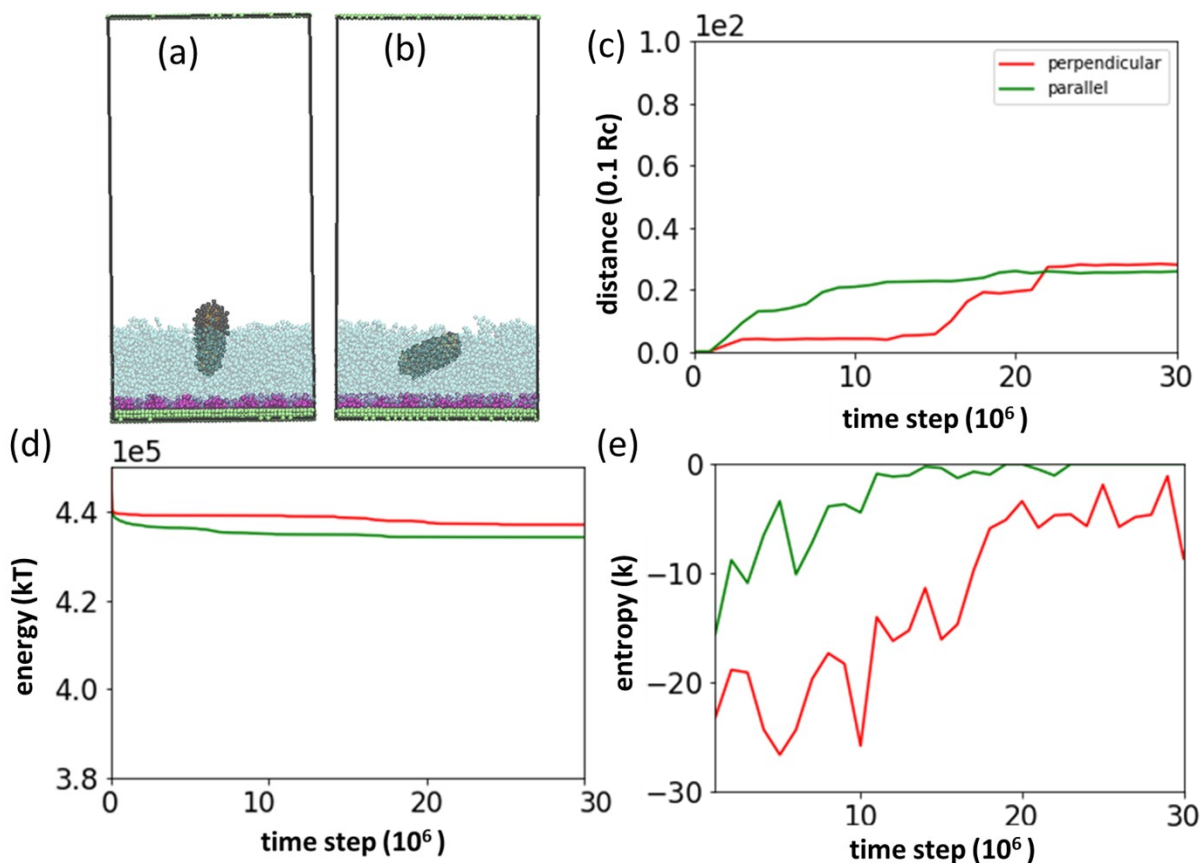 (a)
(b)
(c)
1e2
1.0
0.8
0.6
0.4
0.2
0.0
distance (0.1 Rc)
perpendicular
parallel
0
10
20
30
time step (10⁶)
(d)
1e5
4.4
4.2
4.0
3.8
energy (kT)
0
10
20
30
time step (10⁶)
(e)
0
−10
−20
−30
entropy (k)
10
20
30
time step (10⁶)